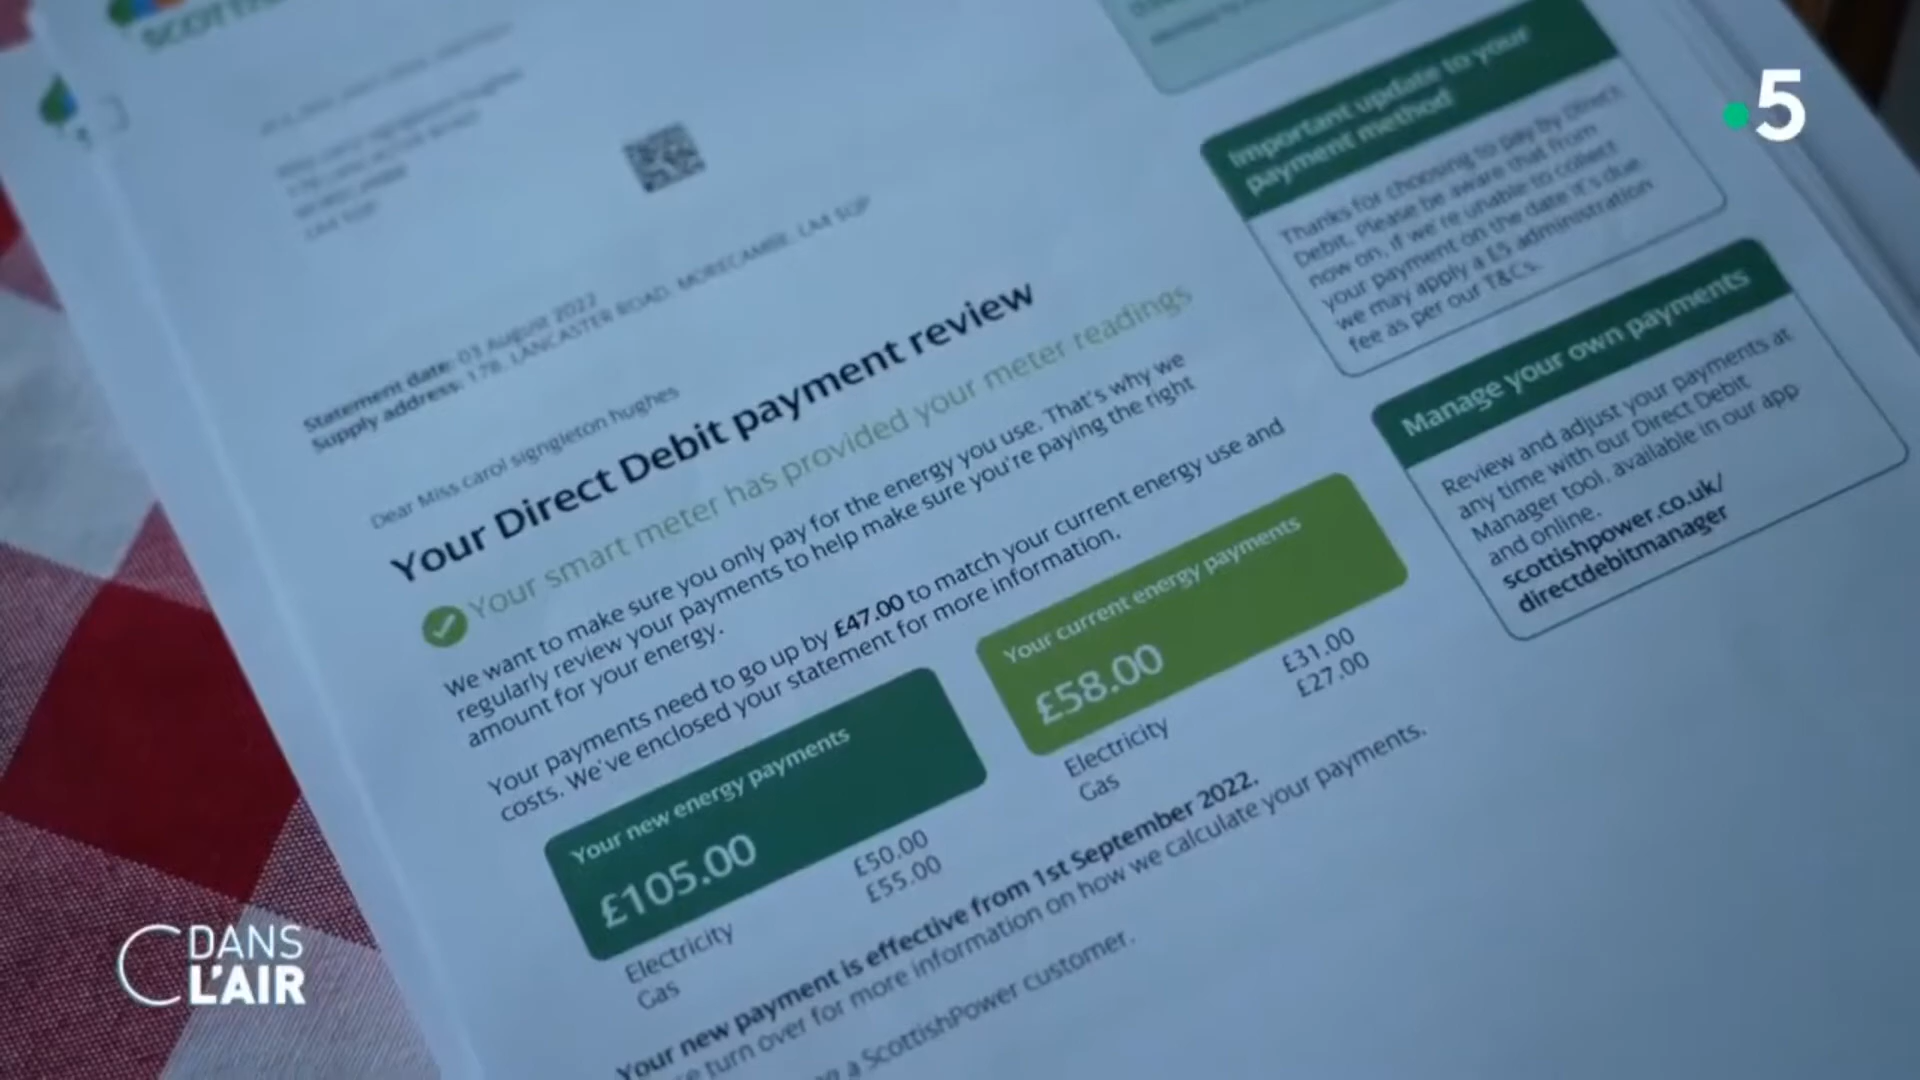 5
Statement date: 03 August 2022
Supply address: 178, LANCASTER ROAD, MORECAMBE, LA4 5QP
Dear Miss carol signgleton hughes
Your Direct Debit payment review
Your smart meter has provided your meter readings
We want to make sure you only pay for the energy you use. That's why we
regularly review your payments to help make sure you're paying the right
amount for your energy.
Your payments need to go up by £47.00 to match your current energy use and
costs. We've enclosed your statement for more information.
Your new energy payments
£105.00
Electricity £50.00
Gas £55.00
Your current energy payments
£58.00
Electricity £31.00
Gas £27.00
Your new payment is effective from 1st September 2022.
turn over for more information on how we calculate your payments.
a ScottishPower customer.
Important update to your
payment method
Thanks for choosing to pay by Direct
Debit. Please be aware that from
now on, if we're unable to collect
your payment on the date it's due,
we may apply a £5 administration
fee as per our T&Cs.
Manage your own payments
Review and adjust your payments at
any time with our Direct Debit
Manager tool, available in our app
and online.
scottishpower.co.uk/
directdebitmanager
C DANS
L'AIR